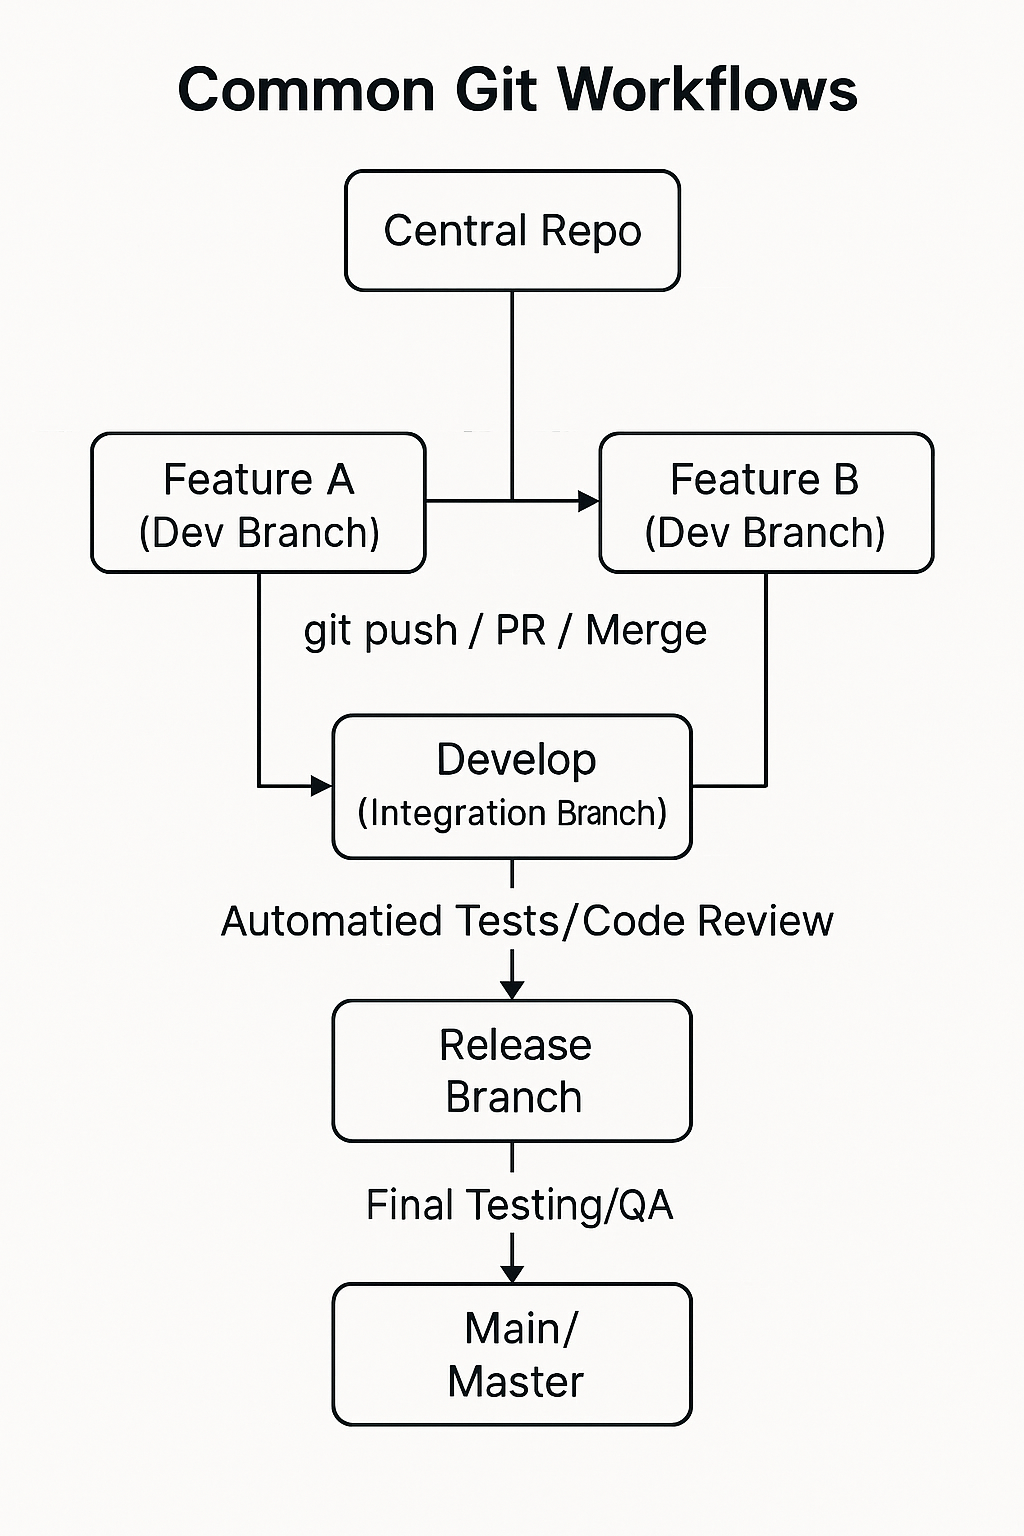 Common Git Workflows
Central Repo
Feature A
(Dev Branch)
Feature B
(Dev Branch)
git push / PR / Merge
Develop
(Integration Branch)
Automatied Tests/Code Review
Release
Branch
Final Testing/QA
Main/
Master